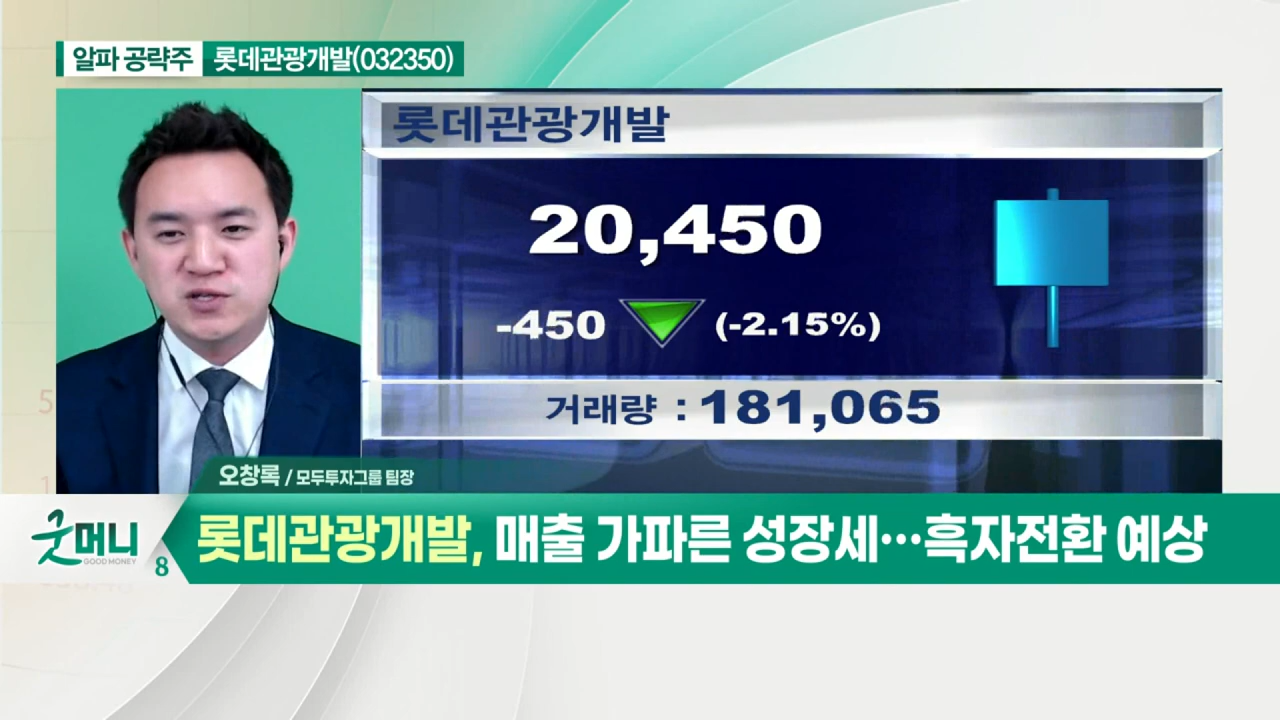 알파 공략주 롯데관광개발(032350)
롯데관광개발
20,450
-450 (-2.15%)
거래량 : 181,065
오창록 / 모두투자그룹 팀장
굿머니
GOOD MONEY
8
롯데관광개발, 매출 가파른 성장세…흑자전환 예상